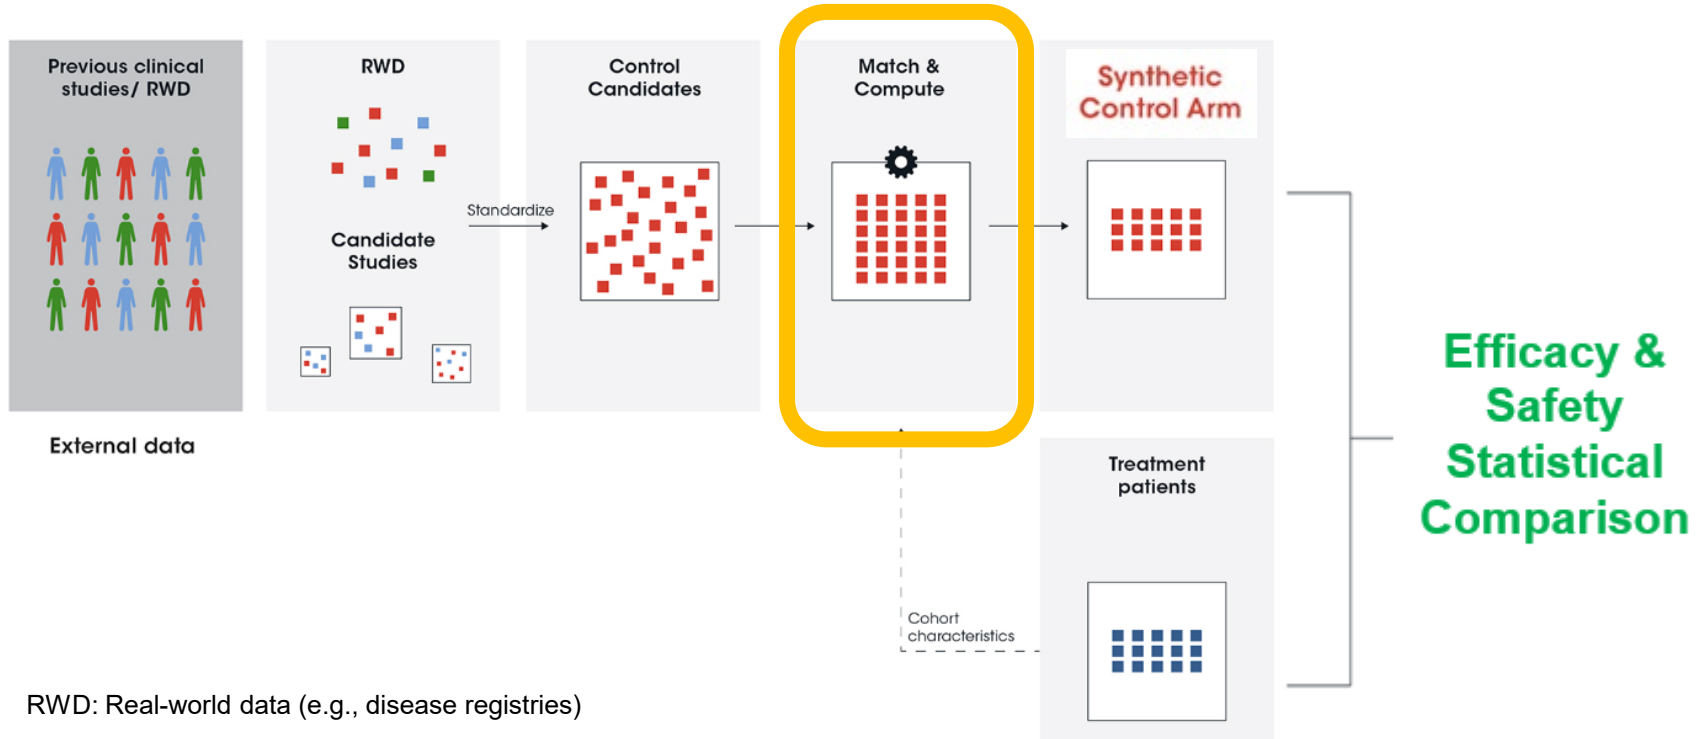 Previous clinical
studies/ RWD
External data
RWD
Candidate
Studies
Standardize
Control
Candidates
Match &
Compute
Synthetic
Control Arm
Treatment
patients
Cohort
characteristics
Efficacy &
Safety
Statistical
Comparison
RWD: Real-world data (e.g., disease registries)